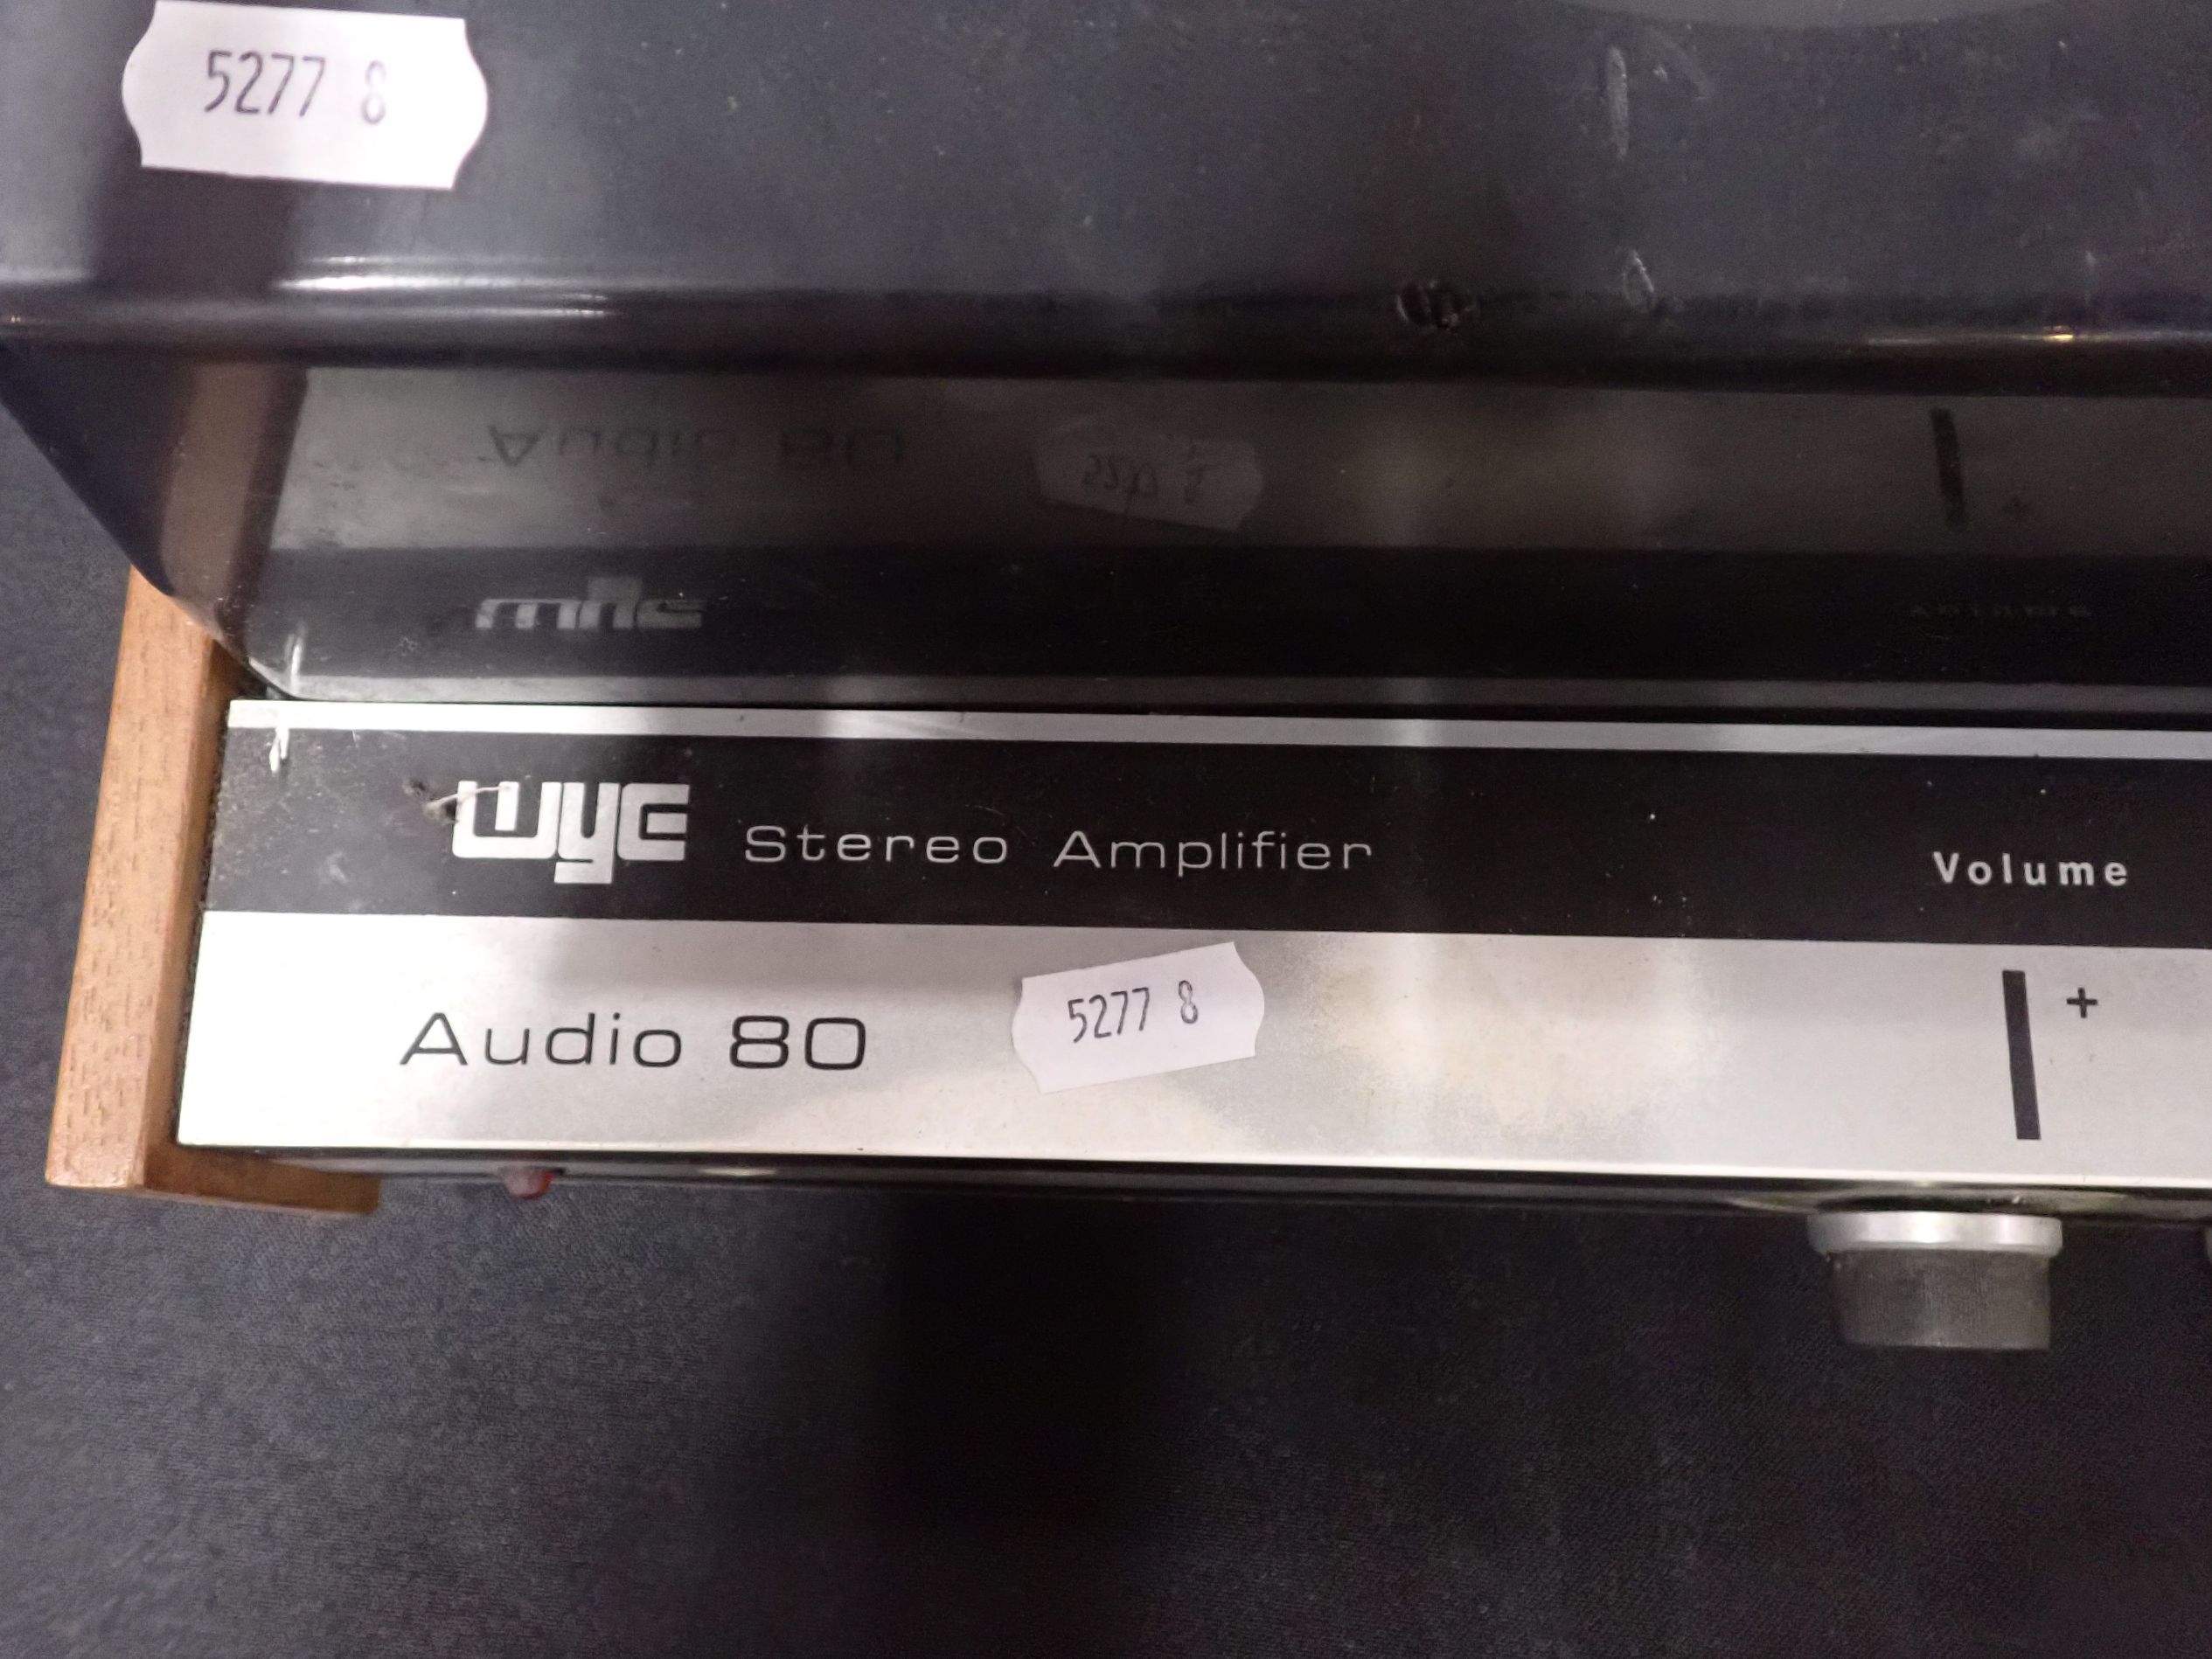 5277 8
wyc Stereo Amplifier
Volume
Audio 80
5277 8
+